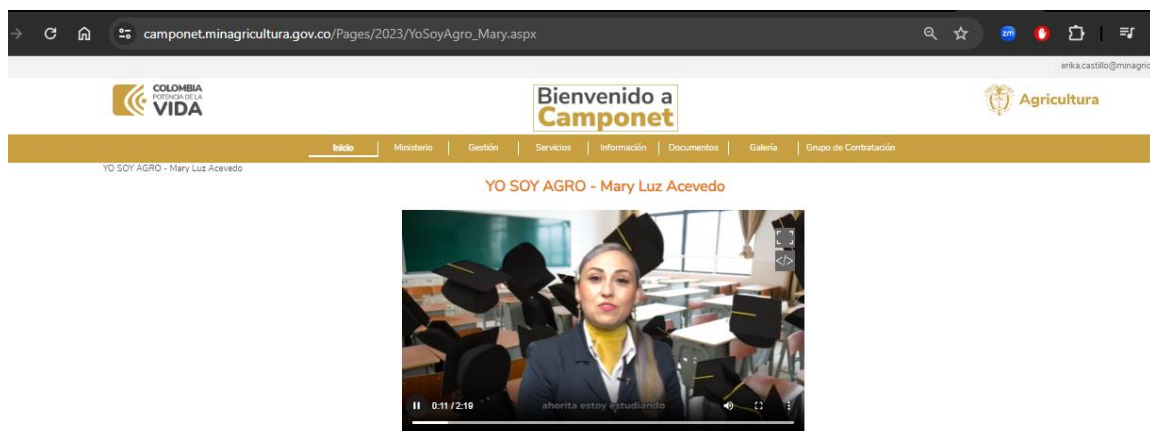 camponet.minagricultura.gov.co/Pages/2023/YoSoyAgro_Mary.aspx
zm
erika.castillo@minagric
COLOMBIA
POTENCIA DE LA
VIDA
Bienvenido a
Camponet
Agricultura
Inicio | Ministerio | Gestión | Servicios | Información | Documentos | Galería | Grupo de Contratación
YO SOY AGRO - Mary Luz Acevedo
YO SOY AGRO - Mary Luz Acevedo
</>
ahorita estoy estudiando
0:11 / 2:19